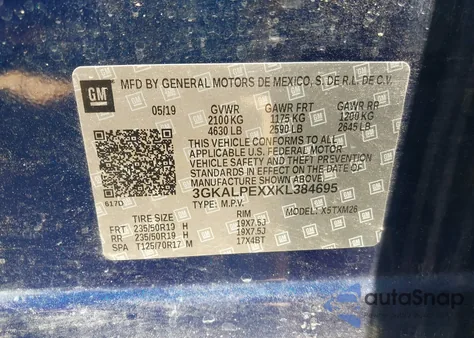 GM
MFD BY GENERAL MOTORS DE MEXICO, S. DE R.L. DE C.V.
05/19 GVWR GAWR FRT GAWR RR
2100 KG 1175 KG 1200 KG
4630 LB 2590 LB 2645 LB
THIS VEHICLE CONFORMS TO ALL
APPLICABLE U.S. FEDERAL MOTOR
VEHICLE SAFETY AND THEFT PREVENTION
STANDARDS IN EFFECT ON THE DATE OF
MANUFACTURE SHOWN ABOVE.
3GKALPEXXKL384695
517D TYPE: M.P.V. MODEL: X5TXM26
TIRE SIZE RIM
FRT 235/50R19 H 19X7.5J
RR 235/50R19 H 19X7.5J
SPA T125/70R17 M 17X4BT
autoSnap